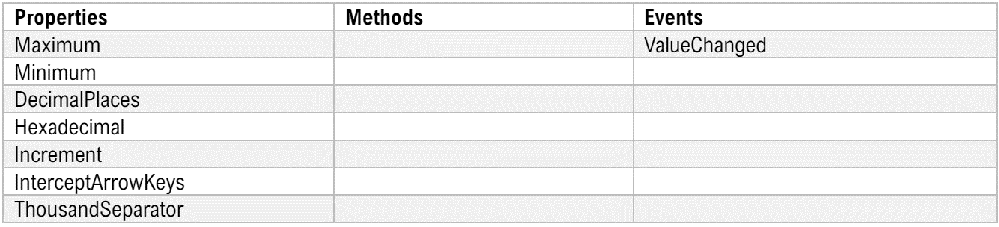 Properties Methods Events
Maximum ValueChanged
Minimum
DecimalPlaces
Hexadecimal
Increment
InterceptArrowKeys
ThousandSeparator